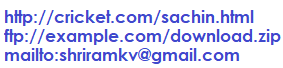 http://cricket.com/sachin.html
ftp://example.com/download.zip
mailto:shriramkv@gmail.com